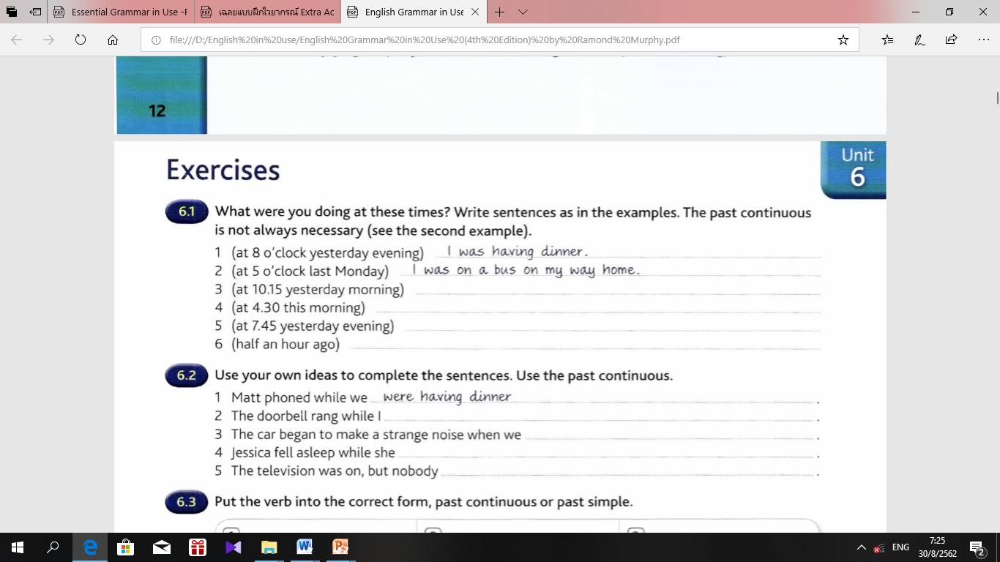 Essential Grammar in Use -F
เฉลยแบบฝึกไวยากรณ์ Extra Ac
English Grammar in Use
file:///D:/English%20in%20use/English%20Grammar%20in%20Use%20(4th%20Edition)%20by%20Ramond%20Murphy.pdf
12
Exercises
Unit
6
6.1 What were you doing at these times? Write sentences as in the examples. The past continuous
is not always necessary (see the second example).
1 (at 8 o'clock yesterday evening) I was having dinner.
2 (at 5 o'clock last Monday) I was on a bus on my way home.
3 (at 10.15 yesterday morning)
4 (at 4.30 this morning)
5 (at 7.45 yesterday evening)
6 (half an hour ago)
6.2 Use your own ideas to complete the sentences. Use the past continuous.
1 Matt phoned while we were having dinner .
2 The doorbell rang while I .
3 The car began to make a strange noise when we .
4 Jessica fell asleep while she .
5 The television was on, but nobody .
6.3 Put the verb into the correct form, past continuous or past simple.
ENG
7:25
30/8/2562
2